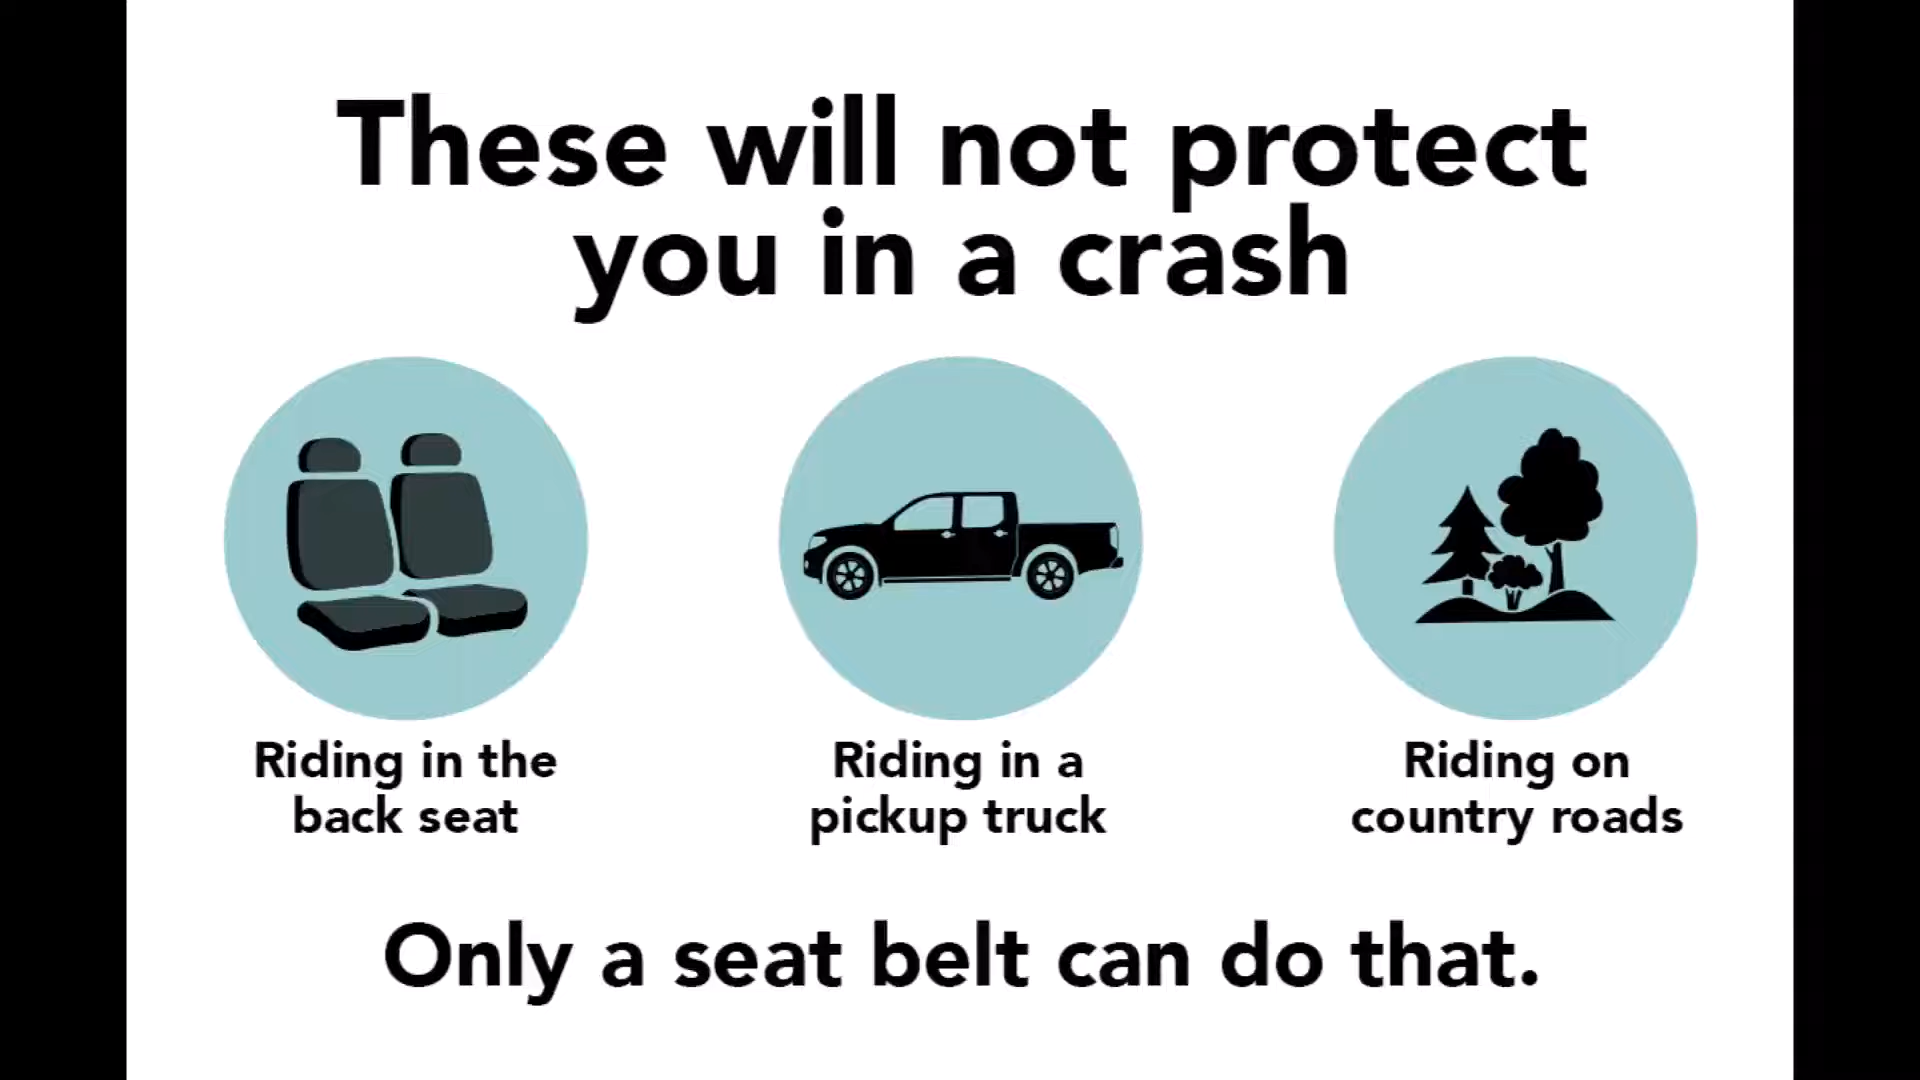 These will not protect
you in a crash
Riding in the
back seat
Riding in a
pickup truck
Riding on
country roads
Only a seat belt can do that.